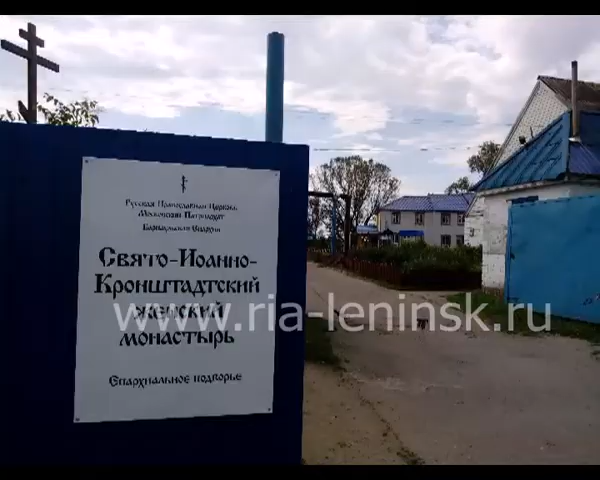 Русская Православная Церковь
Московский Патриархат
Барнаульская Епархия
Свято-Иоанно-
Кронштадтский
женский
монастырь
Епархиальное подворье
www.ria-leninsk.ru